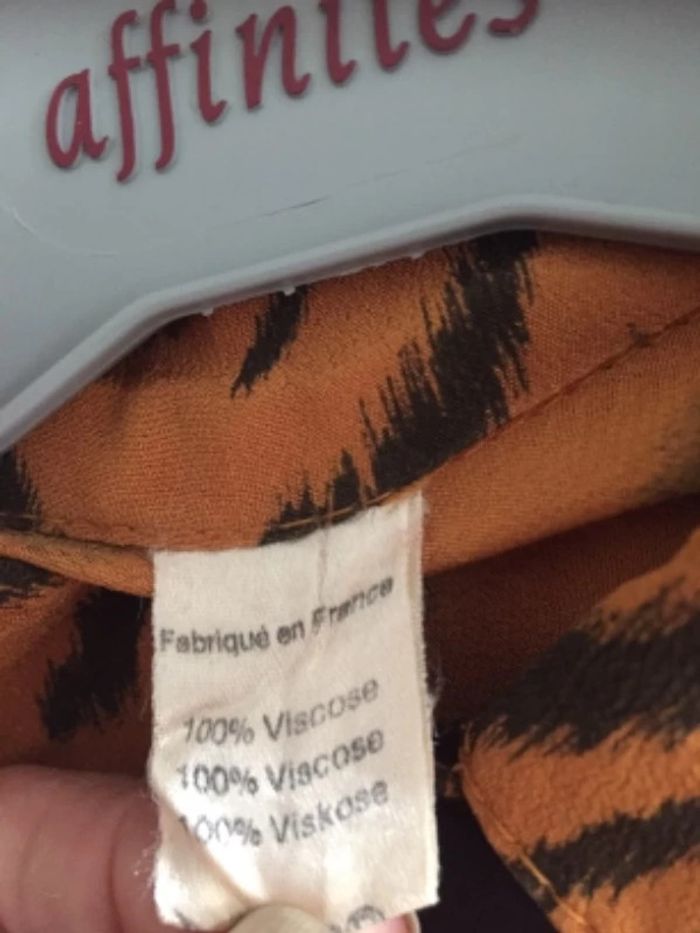 affinités
Fabriqué en France
100% Viscose
100% Viscose
100% Viskose